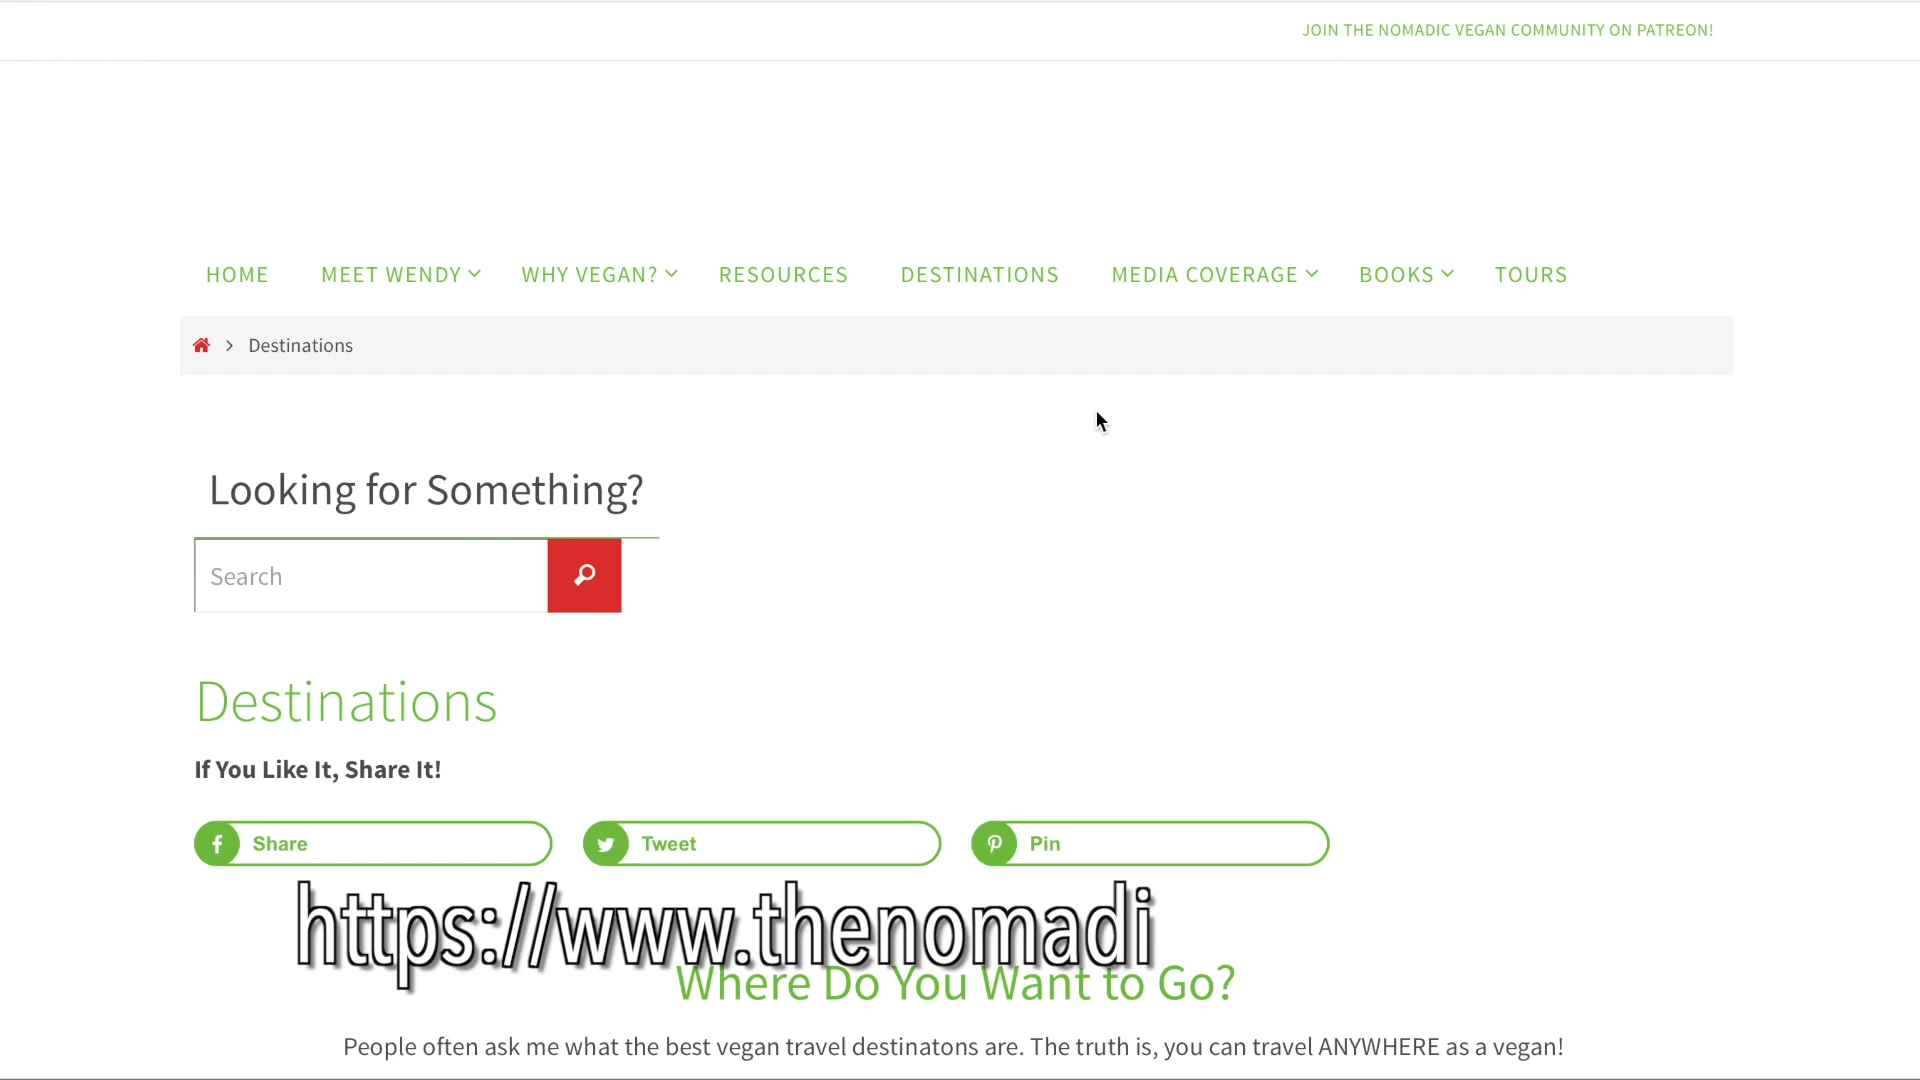 JOIN THE NOMADIC VEGAN COMMUNITY ON PATREON!
HOME MEET WENDY WHY VEGAN? RESOURCES DESTINATIONS MEDIA COVERAGE BOOKS TOURS
Destinations
Looking for Something?
Search
Destinations
If You Like It, Share It!
Share Tweet Pin
https://www.thenomadi
Where Do You Want to Go?
People often ask me what the best vegan travel destinatons are. The truth is, you can travel ANYWHERE as a vegan!